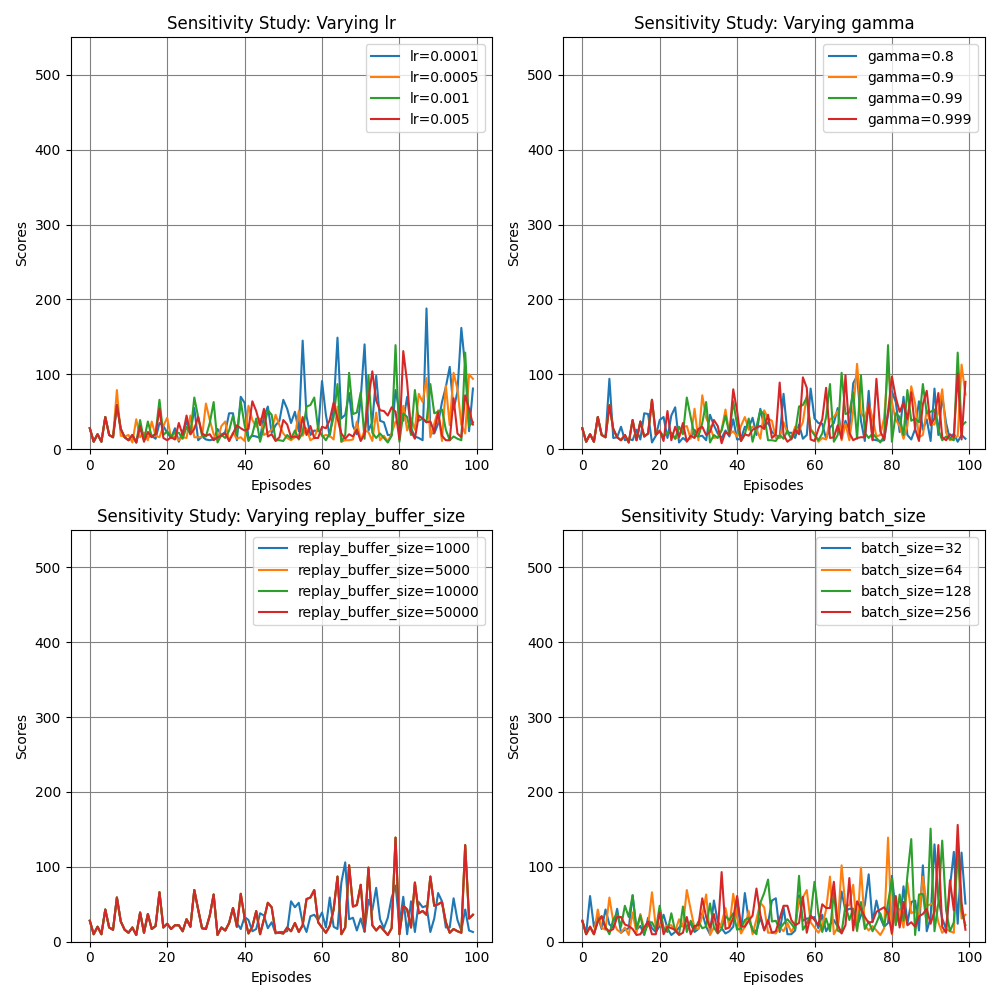 Sensitivity Study: Varying lr
500
400
300
200
100
0
Scores
lr=0.0001
lr=0.0005
lr=0.001
lr=0.005
0 20 40 60 80 100
Episodes
Sensitivity Study: Varying gamma
500
400
300
200
100
0
Scores
gamma=0.8
gamma=0.9
gamma=0.99
gamma=0.999
0 20 40 60 80 100
Episodes
Sensitivity Study: Varying replay_buffer_size
500
400
300
200
100
0
Scores
replay_buffer_size=1000
replay_buffer_size=5000
replay_buffer_size=10000
replay_buffer_size=50000
0 20 40 60 80 100
Episodes
Sensitivity Study: Varying batch_size
500
400
300
200
100
0
Scores
batch_size=32
batch_size=64
batch_size=128
batch_size=256
0 20 40 60 80 100
Episodes